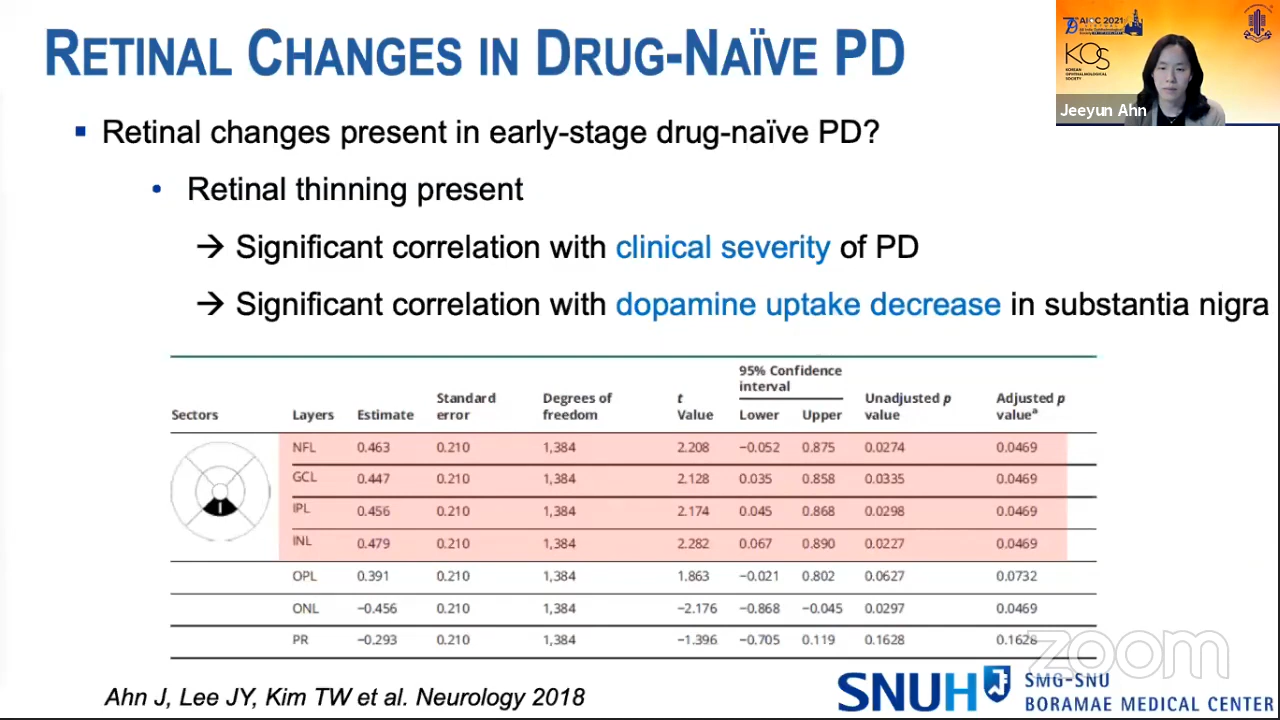 RETINAL CHANGES IN DRUG-NAÏVE PD
AIOC 2021
KOS
KOREAN
OPHTHALMOLOGICAL
SOCIETY
Jeeyun Ahn
▪ Retinal changes present in early-stage drug-naïve PD?
• Retinal thinning present
→ Significant correlation with clinical severity of PD
→ Significant correlation with dopamine uptake decrease in substantia nigra
Sectors Layers Estimate Standard error Degrees of freedom t Value 95% Confidence interval Lower Upper Unadjusted p value Adjusted p valueᵃ
I
NFL 0.463 0.210 1,384 2.208 −0.052 0.875 0.0274 0.0469
GCL 0.447 0.210 1,384 2.128 0.035 0.858 0.0335 0.0469
IPL 0.456 0.210 1,384 2.174 0.045 0.868 0.0298 0.0469
INL 0.479 0.210 1,384 2.282 0.067 0.890 0.0227 0.0469
OPL 0.391 0.210 1,384 1.863 −0.021 0.802 0.0627 0.0732
ONL −0.456 0.210 1,384 −2.176 −0.868 −0.045 0.0297 0.0469
PR −0.293 0.210 1,384 −1.396 −0.705 0.119 0.1628 0.1628
zoom
Ahn J, Lee JY, Kim TW et al. Neurology 2018
SNUH
SMG-SNU
BORAMAE MEDICAL CENTER